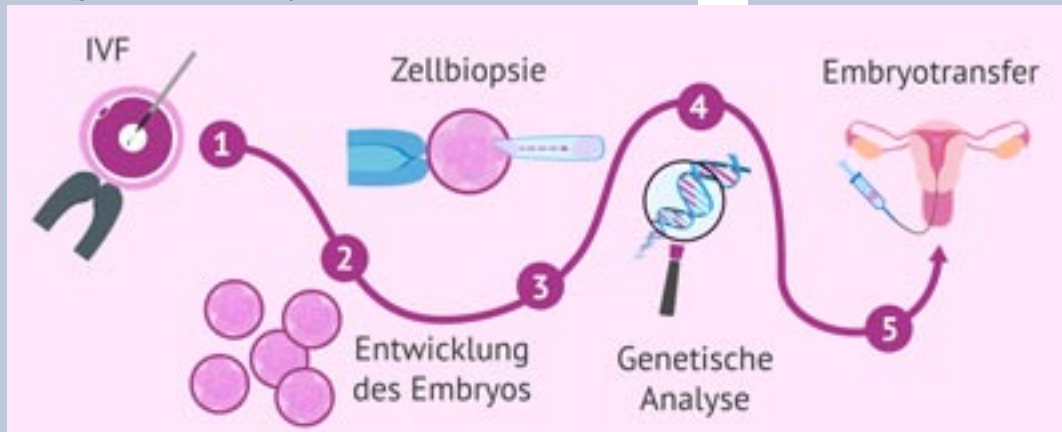 IVF
1
2
Entwicklung
des Embryos
Zellbiopsie
3
4
Genetische
Analyse
Embryotransfer
5